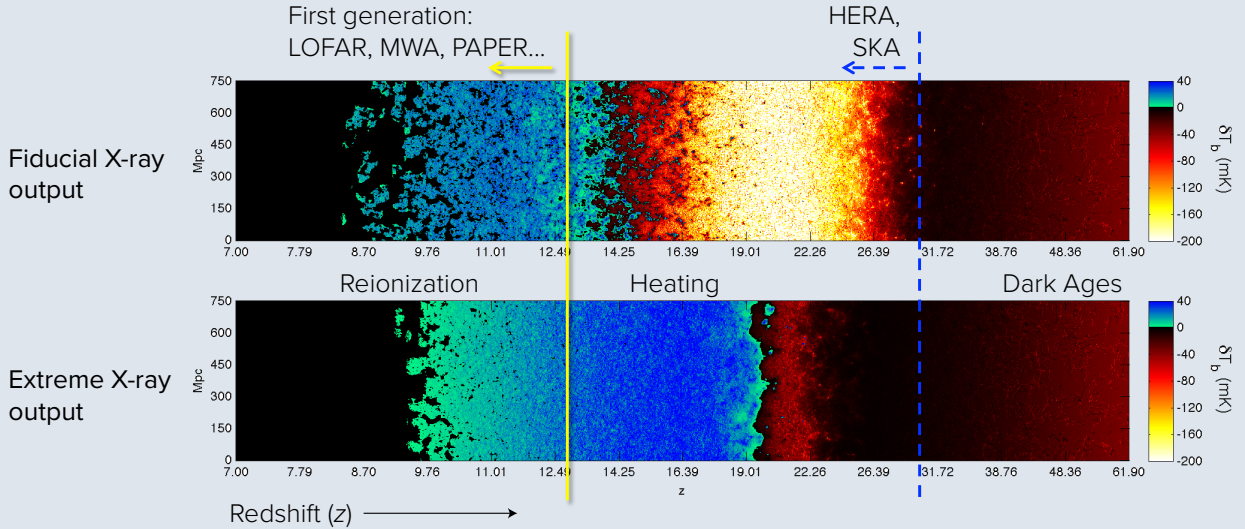 First generation:
LOFAR, MWA, PAPER...
HERA,
SKA
Fiducial X-ray
output
Mpc
750
600
450
300
150
0
7.00 7.79 8.70 9.76 11.01 12.49 14.25 16.39 19.01 22.26 26.39 31.72 38.76 48.36 61.90
40
0
-40
-80
-120
-160
-200
δT_b (mK)
Reionization Heating Dark Ages
Extreme X-ray
output
Mpc
750
600
450
300
150
0
7.00 7.79 8.70 9.76 11.01 12.49 14.25 16.39 19.01 22.26 26.39 31.72 38.76 48.36 61.90
z
40
0
-40
-80
-120
-160
-200
δT_b (mK)
Redshift (z)